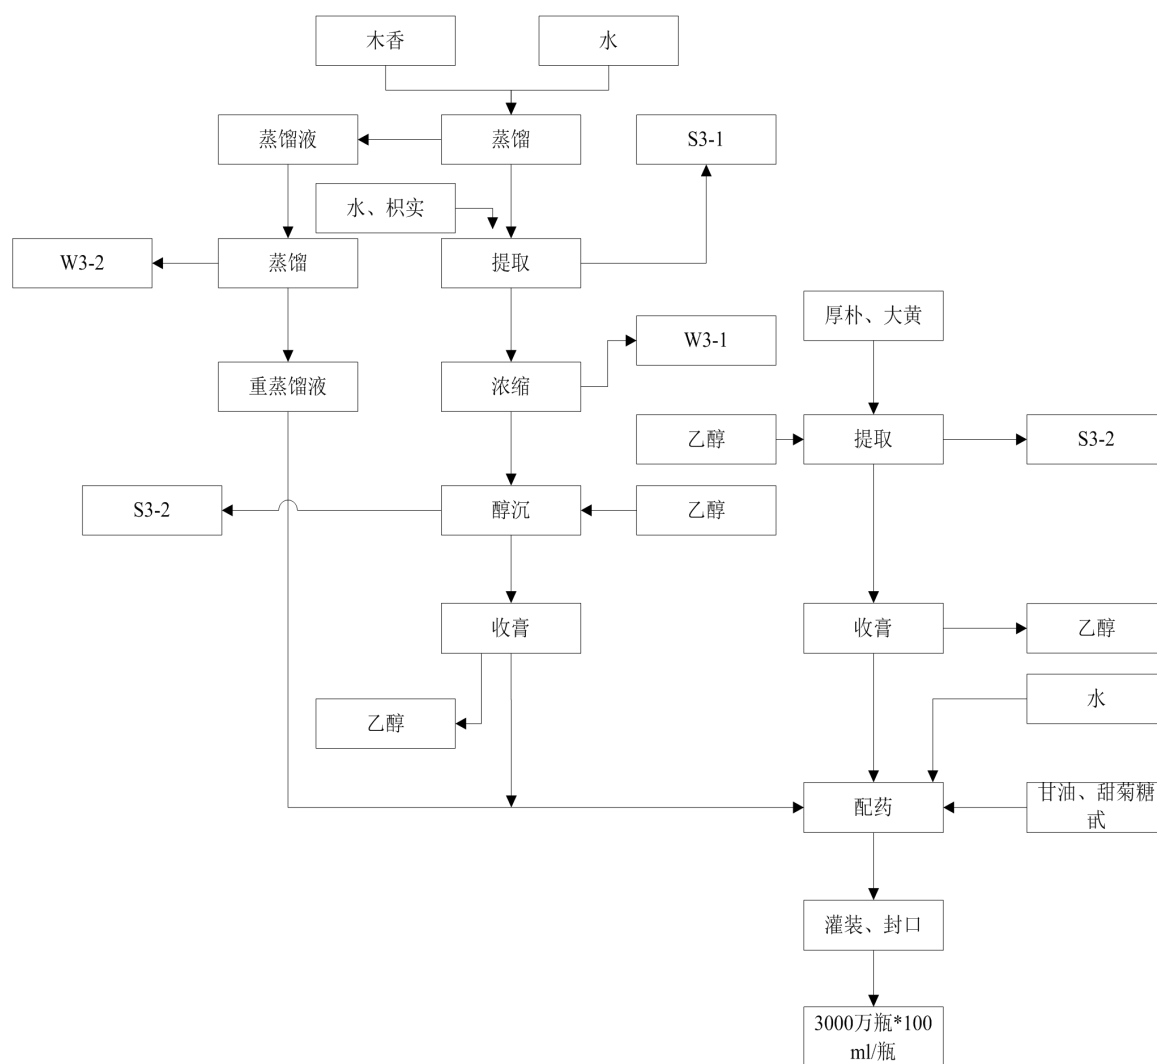 木香
水
蒸馏液
蒸馏
S3-1
水、枳实
W3-2
蒸馏
提取
厚朴、大黄
W3-1
重蒸馏液
浓缩
乙醇
提取
S3-2
S3-2
醇沉
乙醇
收膏
收膏
乙醇
乙醇
水
配药
甘油、甜菊糖
甙
灌装、封口
3000万瓶*100
ml/瓶